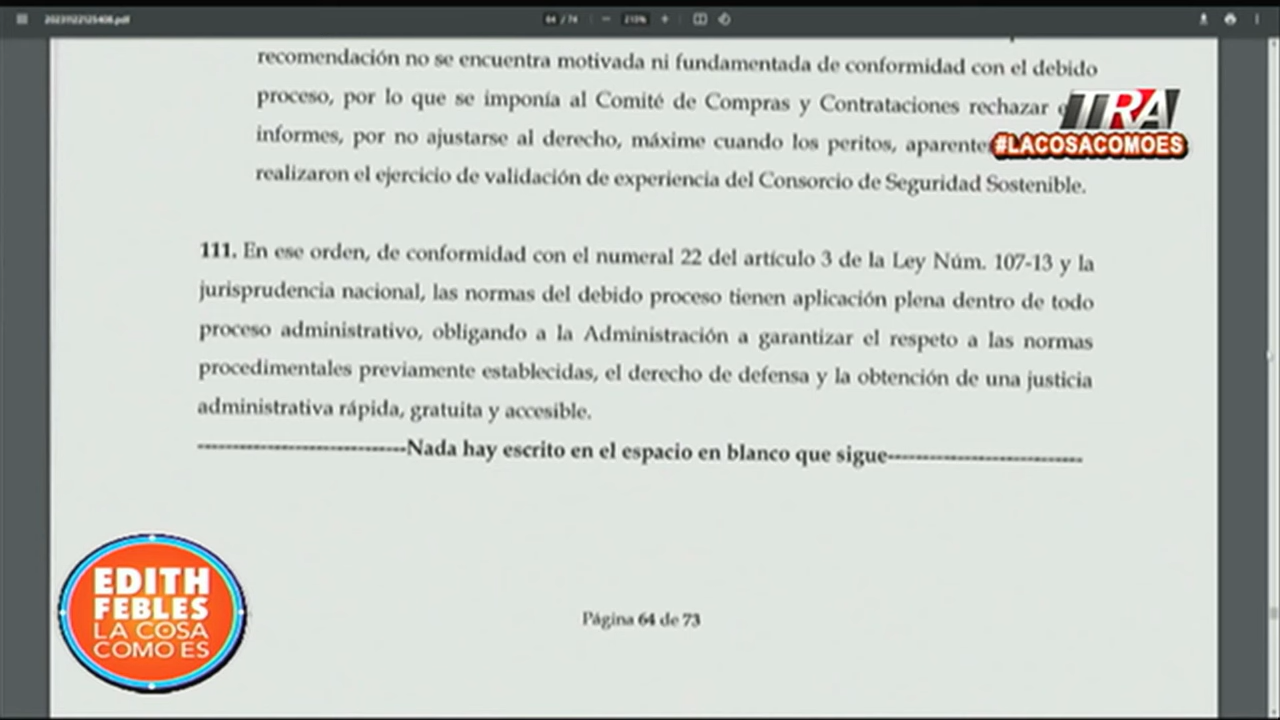 20231122125408.pdf
64 / 74
210%
recomendación no se encuentra motivada ni fundamentada de conformidad con el debido
proceso, por lo que se imponía al Comité de Compras y Contrataciones rechazar
TRA
informes, por no ajustarse al derecho, máxime cuando los peritos,
#LACOSACOMOES
realizaron el ejercicio de validación de experiencia del Consorcio de Seguridad Sostenible.
111. En ese orden, de conformidad con el numeral 22 del artículo 3 de la Ley Núm. 107-13 y la
jurisprudencia nacional, las normas del debido proceso tienen aplicación plena dentro de todo
proceso administrativo, obligando a la Administración a garantizar el respeto a las normas
procedimentales previamente establecidas, el derecho de defensa y la obtención de una justicia
administrativa rápida, gratuita y accesible.
-----------------------------Nada hay escrito en el espacio en blanco que sigue-----------------------------
EDITH
FEBLES
LA COSA
COMO ES
Página 64 de 73